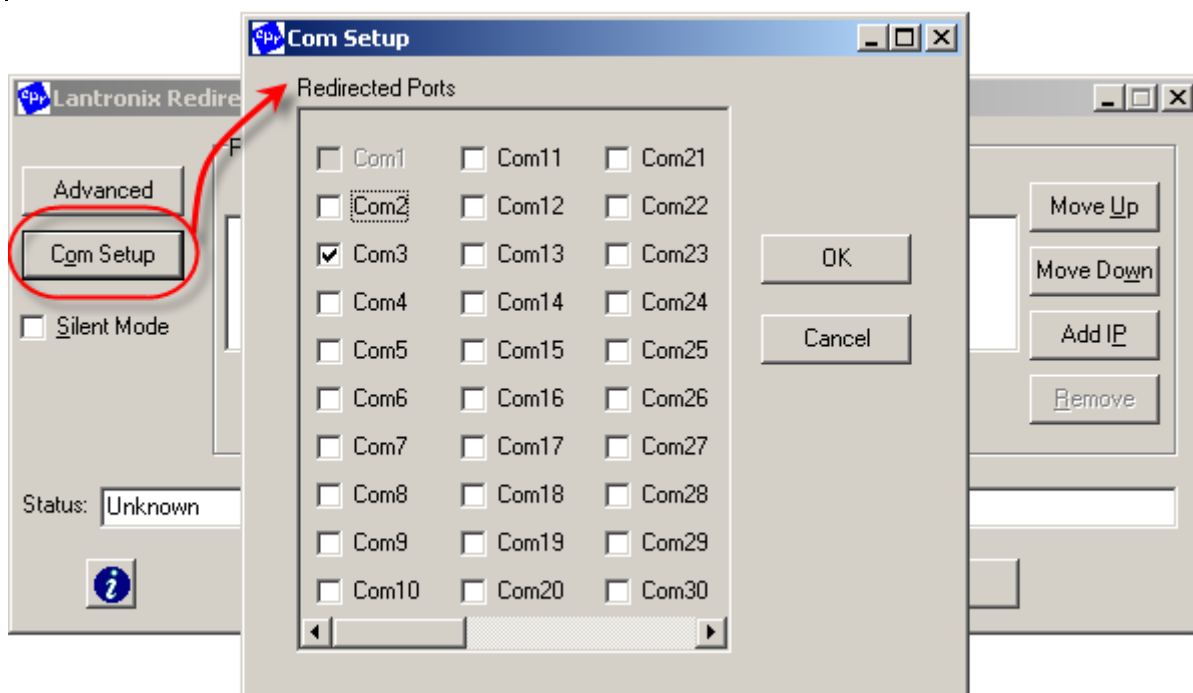 cpr Com Setup
Redirected Ports
Com1 Com11 Com21
Com2 Com12 Com22
Com3 Com13 Com23
Com4 Com14 Com24
Com5 Com15 Com25
Com6 Com16 Com26
Com7 Com17 Com27
Com8 Com18 Com28
Com9 Com19 Com29
Com10 Com20 Com30
OK
Cancel
cpr Lantronix Redire
Advanced
Com Setup
Silent Mode
Move Up
Move Down
Add IP
Remove
Status: Unknown
i